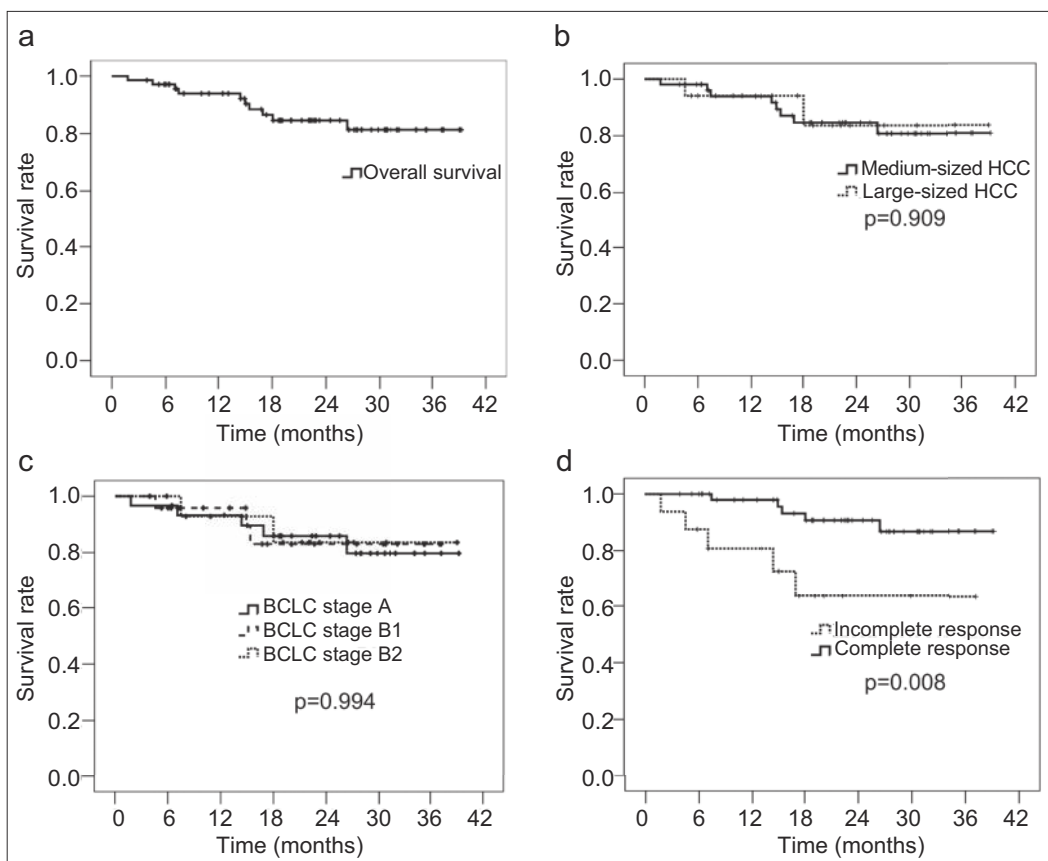 a
1.0
0.8
0.6
0.4
0.2
0.0
Survival rate
Overall survival
0 6 12 18 24 30 36 42
Time (months)
b
1.0
0.8
0.6
0.4
0.2
0.0
Survival rate
Medium-sized HCC
Large-sized HCC
p=0.909
0 6 12 18 24 30 36 42
Time (months)
c
1.0
0.8
0.6
0.4
0.2
0.0
Survival rate
BCLC stage A
BCLC stage B1
BCLC stage B2
p=0.994
0 6 12 18 24 30 36 42
Time (months)
d
1.0
0.8
0.6
0.4
0.2
0.0
Survival rate
Incomplete response
Complete response
p=0.008
0 6 12 18 24 30 36 42
Time (months)